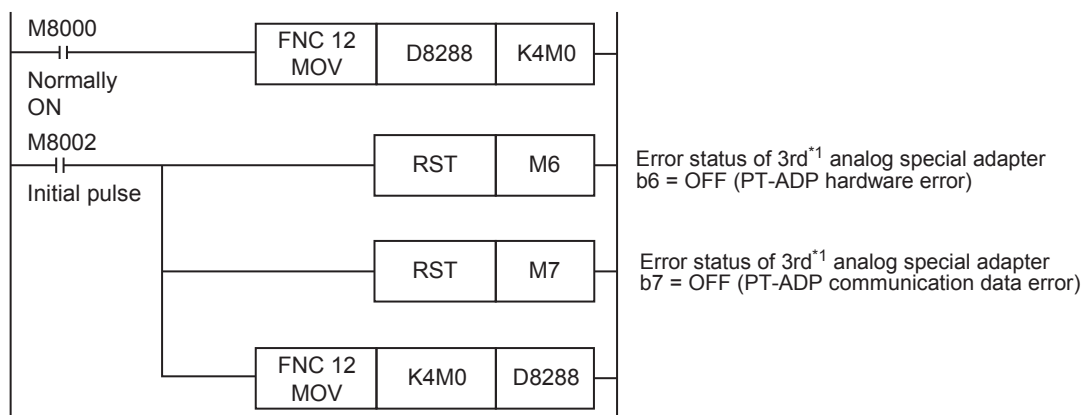 M8000
FNC 12
MOV
D8288
K4M0
Normally
ON
M8002
RST
M6
Error status of 3rd*1 analog special adapter
b6 = OFF (PT-ADP hardware error)
Initial pulse
RST
M7
Error status of 3rd*1 analog special adapter
b7 = OFF (PT-ADP communication data error)
FNC 12
MOV
K4M0
D8288